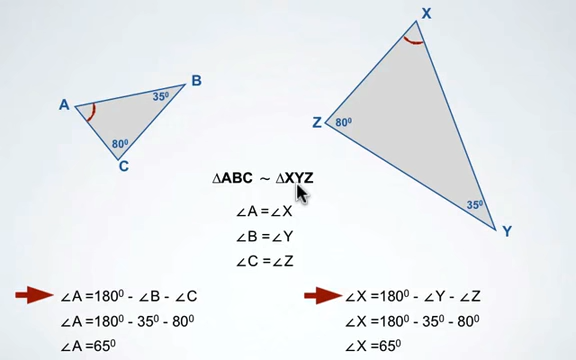 X
B
A
35⁰
Z
80⁰
80⁰
C
∆ABC ~ ∆XYZ
35⁰
∠A =∠X
Y
∠B =∠Y
∠C =∠Z
∠A =180⁰ - ∠B - ∠C
∠A =180⁰ - 35⁰ - 80⁰
∠A =65⁰
∠X =180⁰ - ∠Y - ∠Z
∠X =180⁰ - 35⁰ - 80⁰
∠X =65⁰